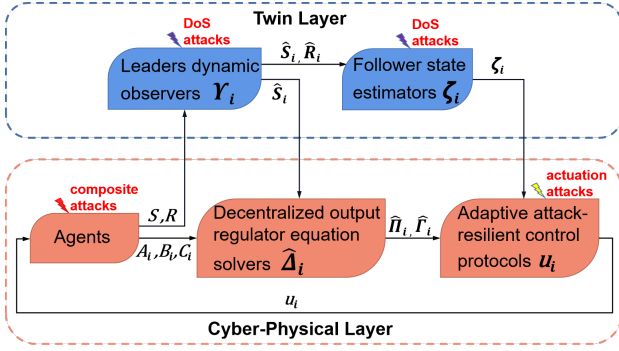 Twin Layer
DoS
attacks
DoS
attacks
Leaders dynamic
observers ϒᵢ
Ŝᵢ, R̂ᵢ
Ŝᵢ
Follower state
estimators ζᵢ
ζᵢ
composite
attacks
actuation
attacks
Agents
S,R
Aᵢ,Bᵢ,Cᵢ
Decentralized output
regulator equation
solvers Δ̂ᵢ
Π̂ᵢ, Γ̂ᵢ
Adaptive attack-
resilient control
protocols uᵢ
uᵢ
Cyber-Physical Layer